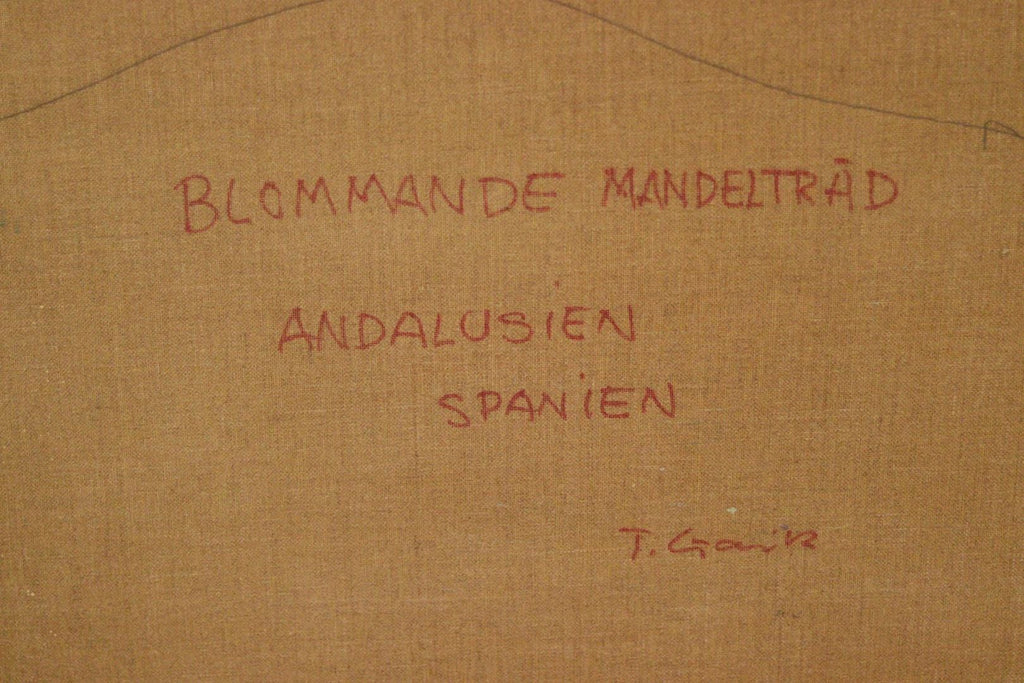 BLOMMANDE MANDELTRÄD
ANDALUSIEN
SPANIEN
T.